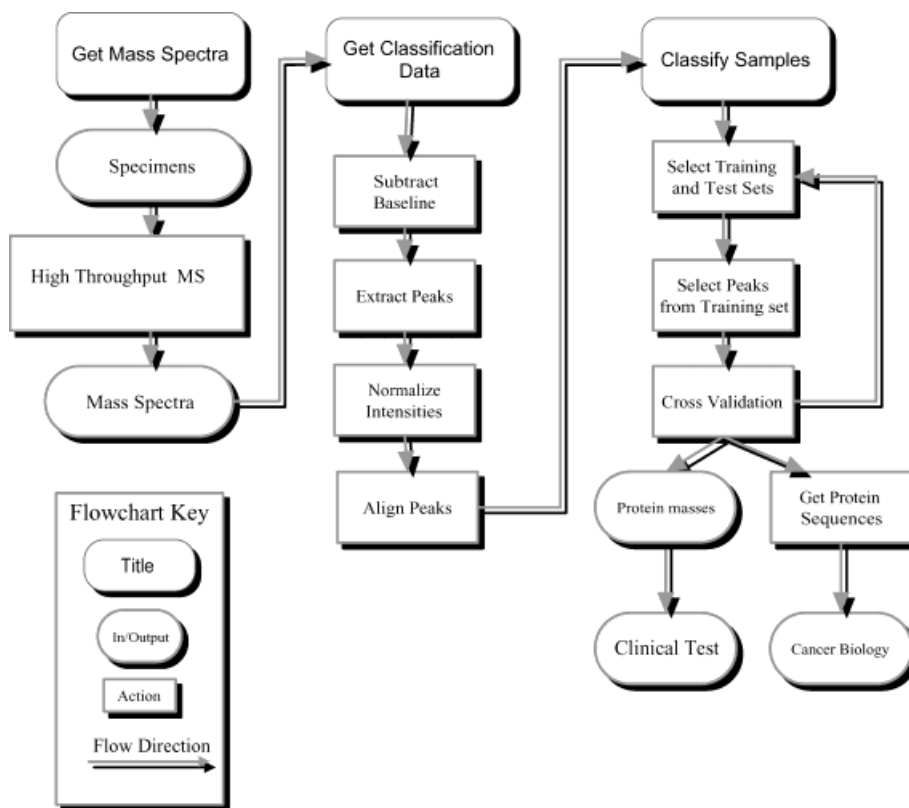 Get Mass Spectra
Specimens
High Throughput MS
Mass Spectra
Get Classification
Data
Subtract
Baseline
Extract Peaks
Normalize
Intensities
Align Peaks
Classify Samples
Select Training
and Test Sets
Select Peaks
from Training set
Cross Validation
Protein masses
Get Protein
Sequences
Clinical Test
Cancer Biology
Flowchart Key
Title
In/Output
Action
Flow Direction